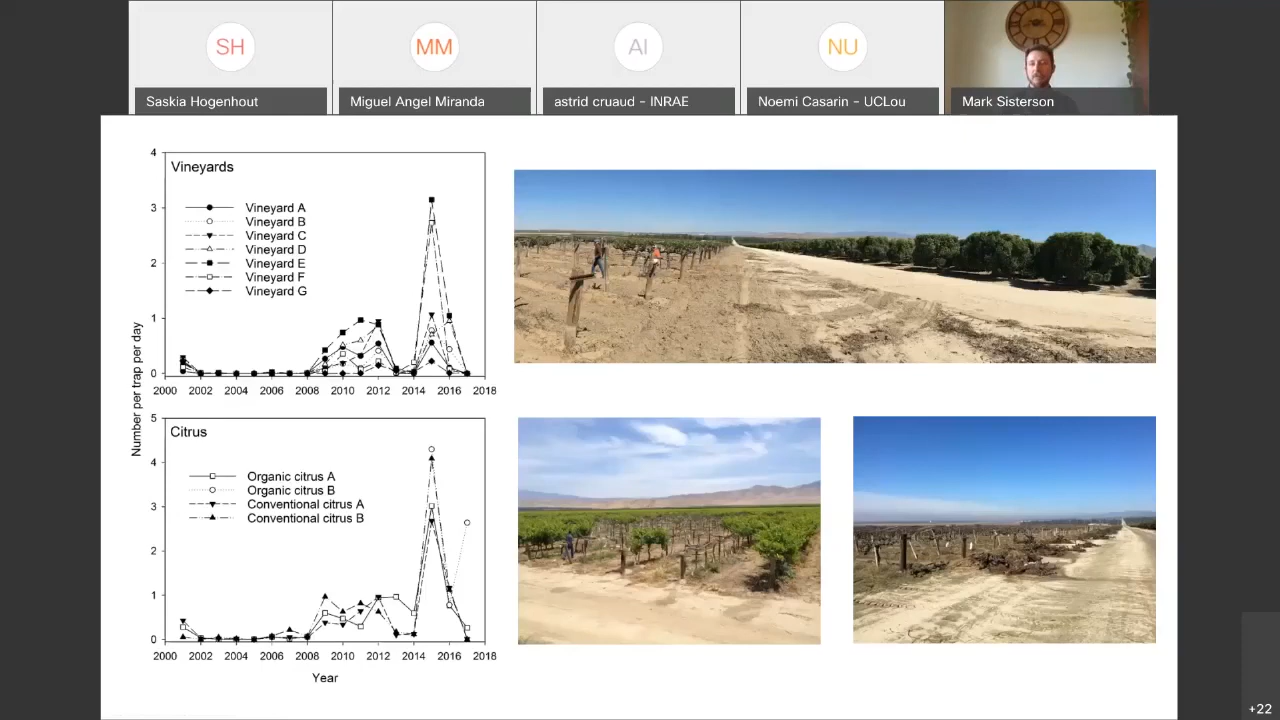 SH
MM
AI
NU
Saskia Hogenhout
Miguel Angel Miranda
astrid cruaud - INRAE
Noemi Casarin - UCLou
Mark Sisterson
Number per trap per day
4
3
2
1
0
Vineyards
Vineyard A
Vineyard B
Vineyard C
Vineyard D
Vineyard E
Vineyard F
Vineyard G
2000 2002 2004 2006 2008 2010 2012 2014 2016 2018
5
4
3
2
1
0
Citrus
Organic citrus A
Organic citrus B
Conventional citrus A
Conventional citrus B
2000 2002 2004 2006 2008 2010 2012 2014 2016 2018
Year
+22